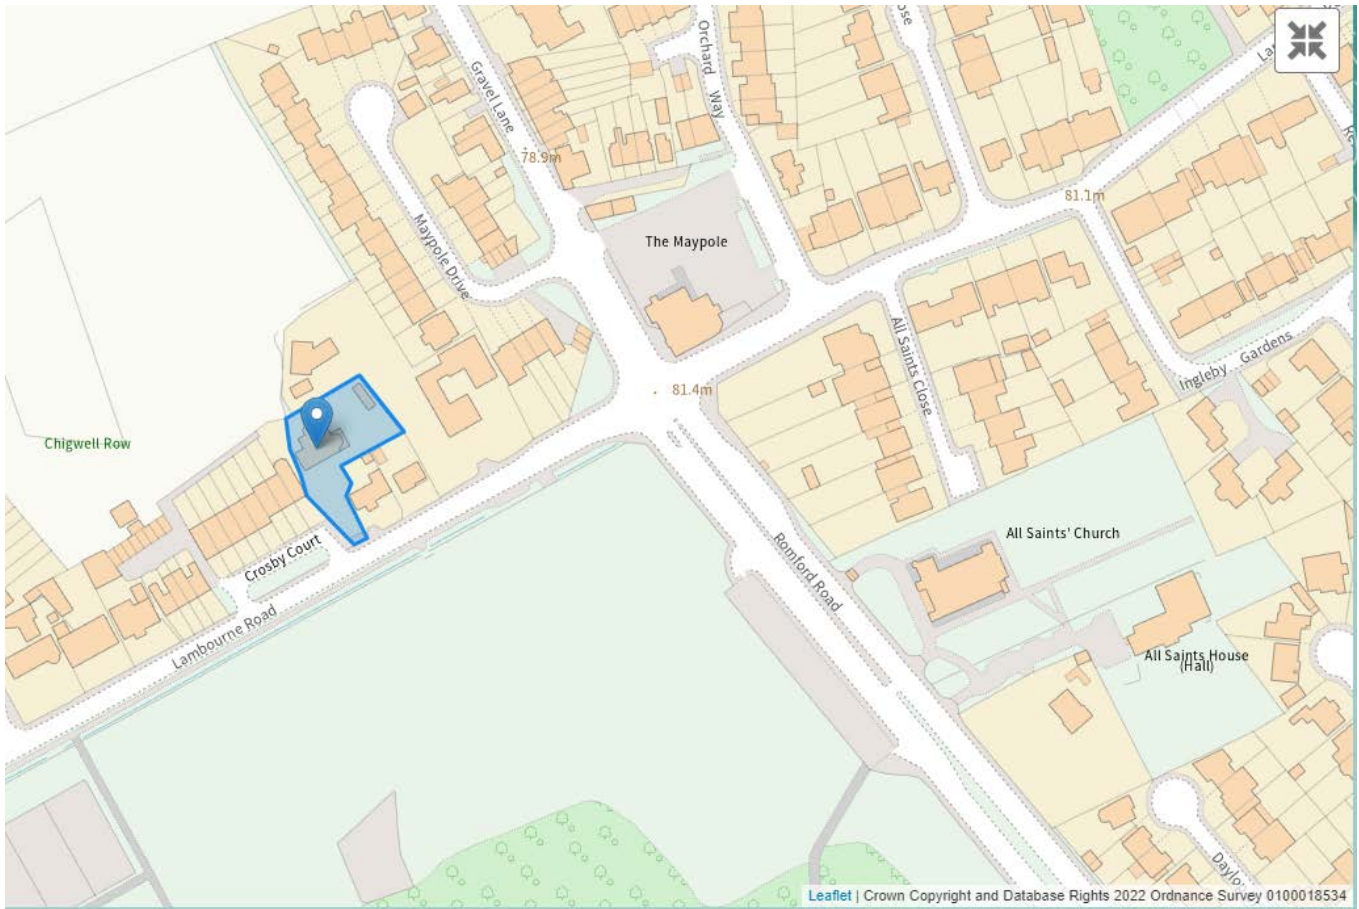 Orchard Way
Gravel Lane
78.9m
81.1m
Maypole Drive
The Maypole
All Saints Close
Ingleby Gardens
81.4m
Chigwell Row
Crosby Court
Lambourne Road
Romford Road
All Saints' Church
All Saints House
(Hall)
Leaflet | Crown Copyright and Database Rights 2022 Ordnance Survey 0100018534